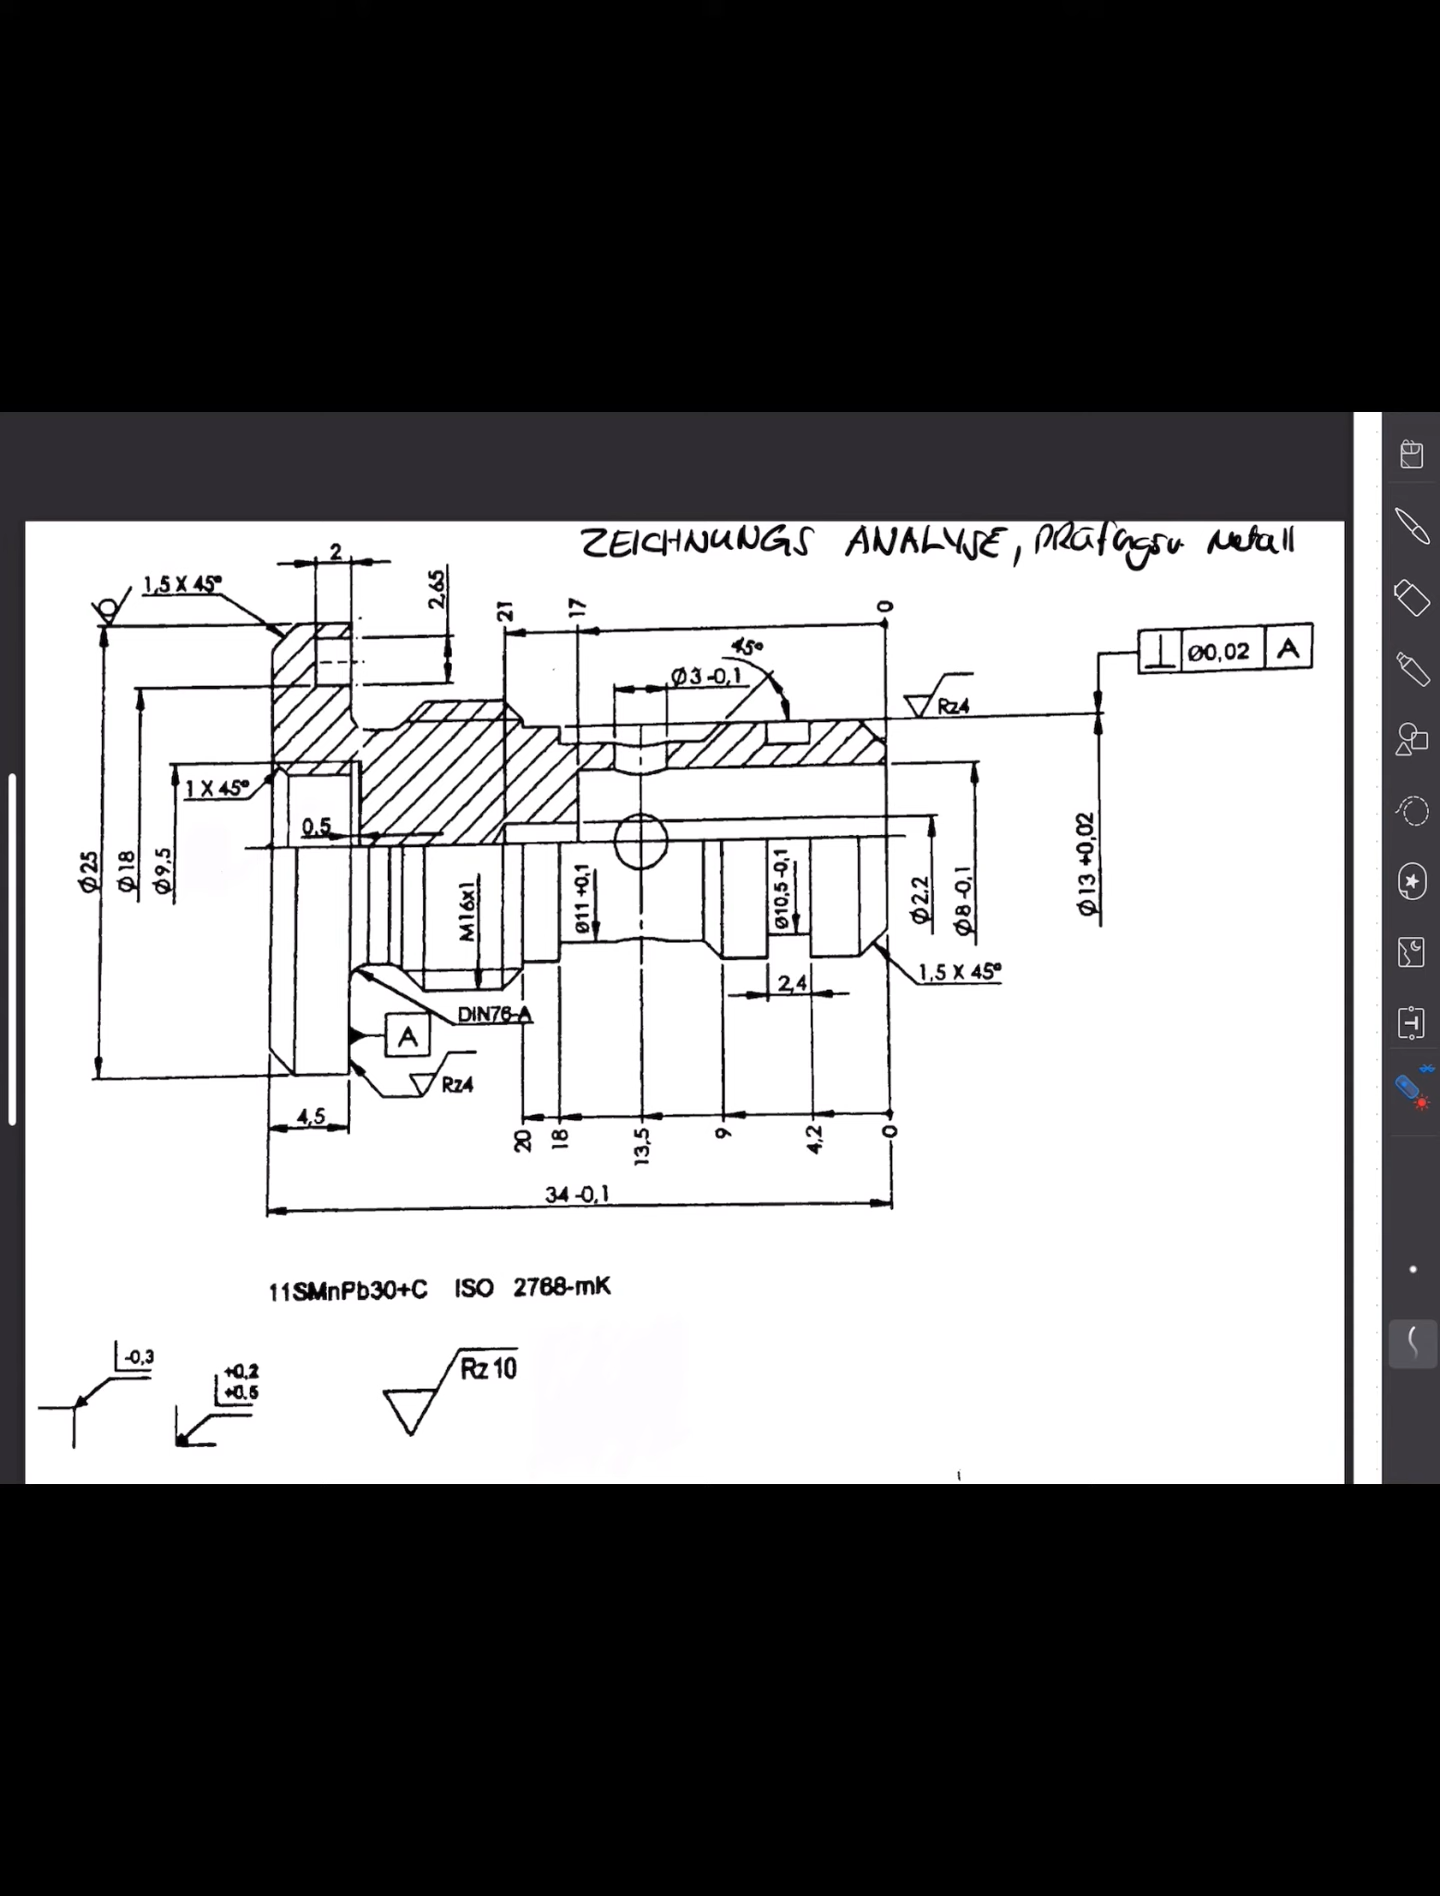 ZEICHNUNGS ANALYSE, Metall
2
1,5 X 45°
2,65
21
17
0
45°
Ø3 -0,1
⊥ Ø0,02 A
Rz4
1 X 45°
0,5
Ø25
Ø18
Ø9,5
M16x1
Ø11 +0,1
Ø10,5 -0,1
Ø2,2
Ø8 -0,1
Ø13 +0,02
1,5 X 45°
2,4
DIN76-A
A
Rz4
4,5
20
18
13,5
9
4,2
0
34 -0,1
11SMnPb30+C ISO 2768-mK
-0,3
+0,2
Rz 10